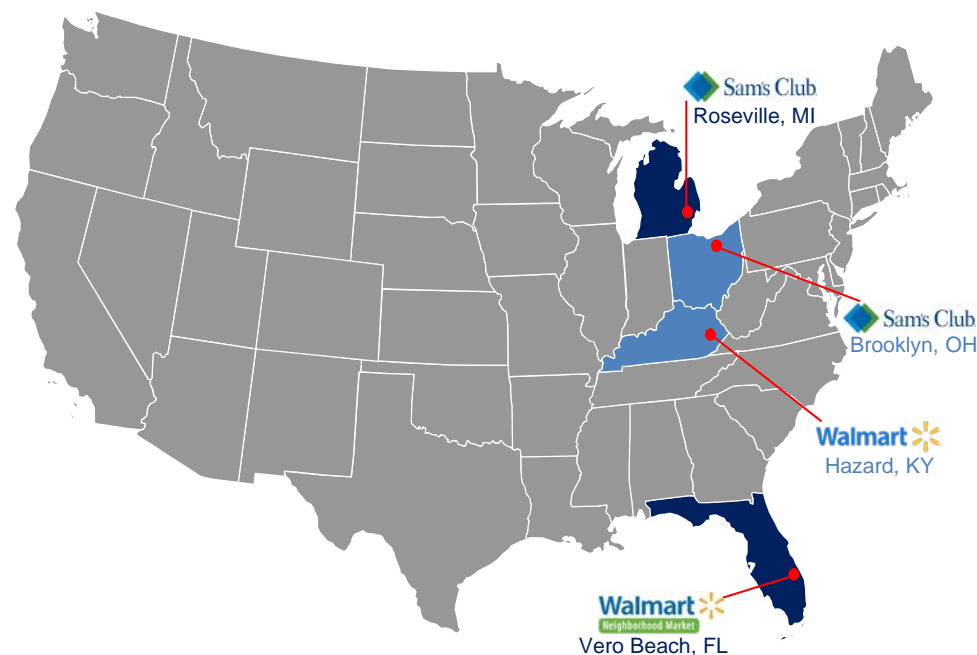 Sam's Club
Roseville, MI
Sam's Club
Brooklyn, OH
Walmart
Hazard, KY
Walmart
Neighborhood Market
Vero Beach, FL